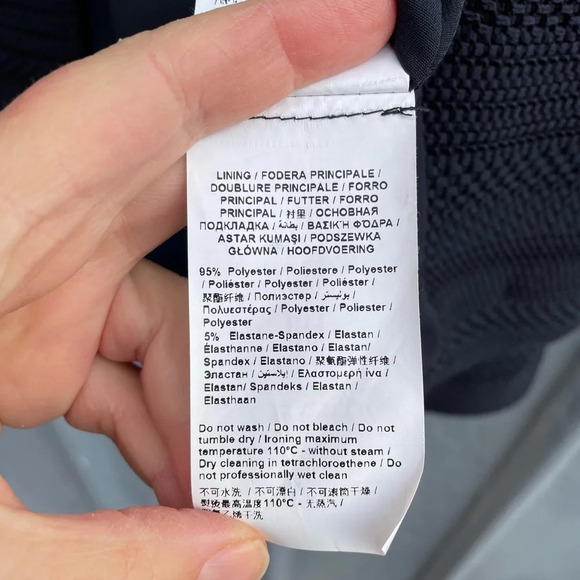 LINING / FODERA PRINCIPALE /
DOUBLURE PRINCIPALE / FORRO
PRINCIPAL / FUTTER / FORRO
PRINCIPAL / 衬里 / ОСНОВНАЯ
ПОДКЛАДКА / بطانة / ΒΑΣΙΚΉ ΦΌΔΡΑ /
ASTAR KUMAŞI / PODSZEWKA
GŁÓWNA / HOOFDVOERING
95% Polyester / Poliestere / Polyester
/ Poliéster / Polyester / Poliéster /
聚酯纤维 / Полиэстер / بوليستر /
Πολυεστέρας / Polyester / Poliester /
Polyester
5% Elastane-Spandex / Elastan /
Élasthanne / Elastano / Elastan/
Spandex / Elastano / 聚氨酯弹性纤维 /
Эластан / إيلاستين / Ελαστομερή ίνα /
Elastan/ Spandeks / Elastan /
Elasthaan
Do not wash / Do not bleach / Do not
tumble dry / Ironing maximum
temperature 110°C - without steam /
Dry cleaning in tetrachloroethene / Do
not professionally wet clean
不可水洗 / 不可漂白 / 不可滚筒干燥 /
熨烫最高温度110°C - 无蒸汽 /
烯干洗